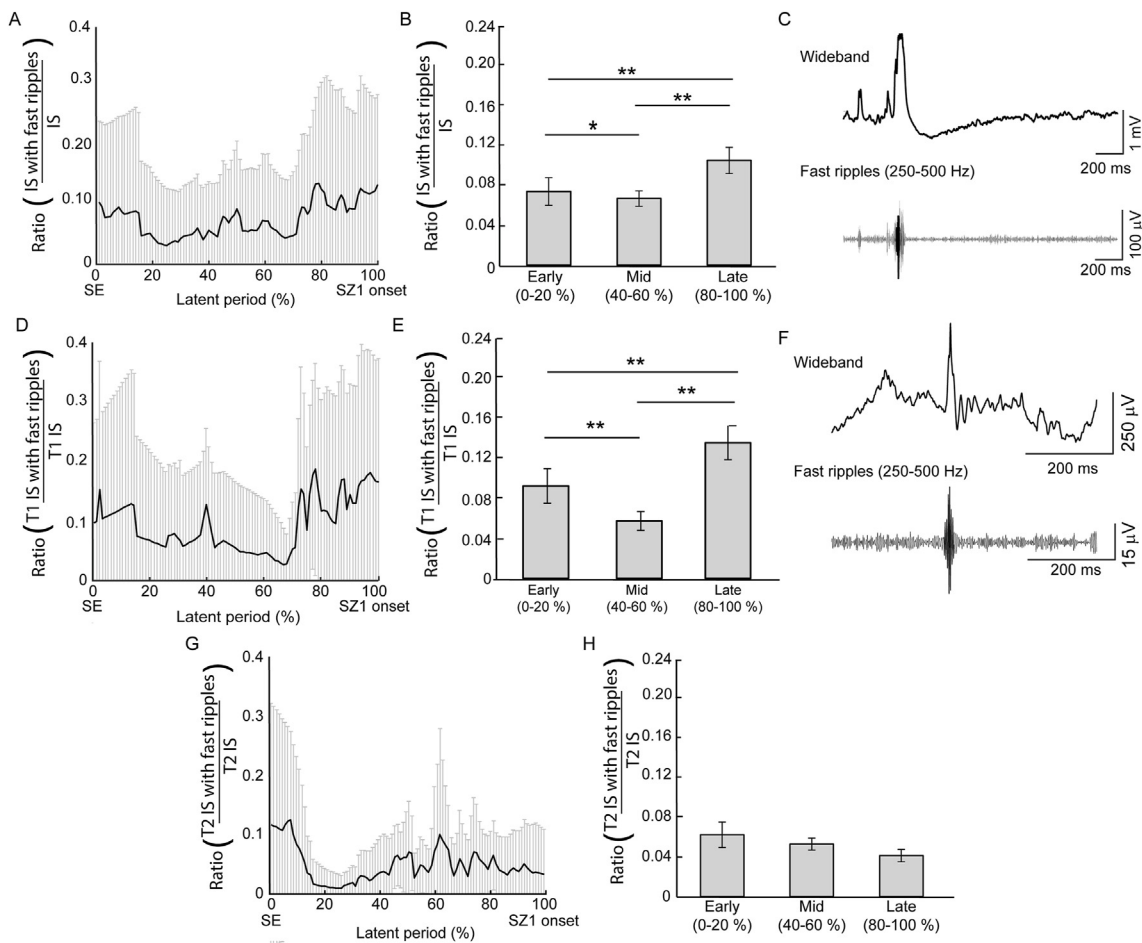 A
Ratio ( IS with fast ripples / IS )
0.4
0.3
0.20
0.10
0
0 20 40 60 80 100
SE SZ1 onset
Latent period (%)
B
Ratio ( IS with fast ripples / IS )
0.24
0.20
0.16
0.12
0.08
0.04
0
**
**
*
Early Mid Late
(0-20 %) (40-60 %) (80-100 %)
C
Wideband
1 mV
200 ms
Fast ripples (250-500 Hz)
100 µV
200 ms
D
Ratio ( T1 IS with fast ripples / T1 IS )
0.4
0.3
0.2
0.1
0
0 20 40 60 80 100
SE SZ1 onset
Latent period (%)
E
Ratio ( T1 IS with fast ripples / T1 IS )
0.24
0.20
0.16
0.12
0.08
0.04
0
**
**
**
Early Mid Late
(0-20 %) (40-60 %) (80-100 %)
F
Wideband
250 µV
200 ms
Fast ripples (250-500 Hz)
15 µV
200 ms
G
Ratio ( T2 IS with fast ripples / T2 IS )
0.4
0.3
0.2
0.1
0
0 20 40 60 80 100
SE SZ1 onset
Latent period (%)
H
Ratio ( T2 IS with fast ripples / T2 IS )
0.24
0.20
0.16
0.12
0.08
0.04
0
Early Mid Late
(0-20 %) (40-60 %) (80-100 %)